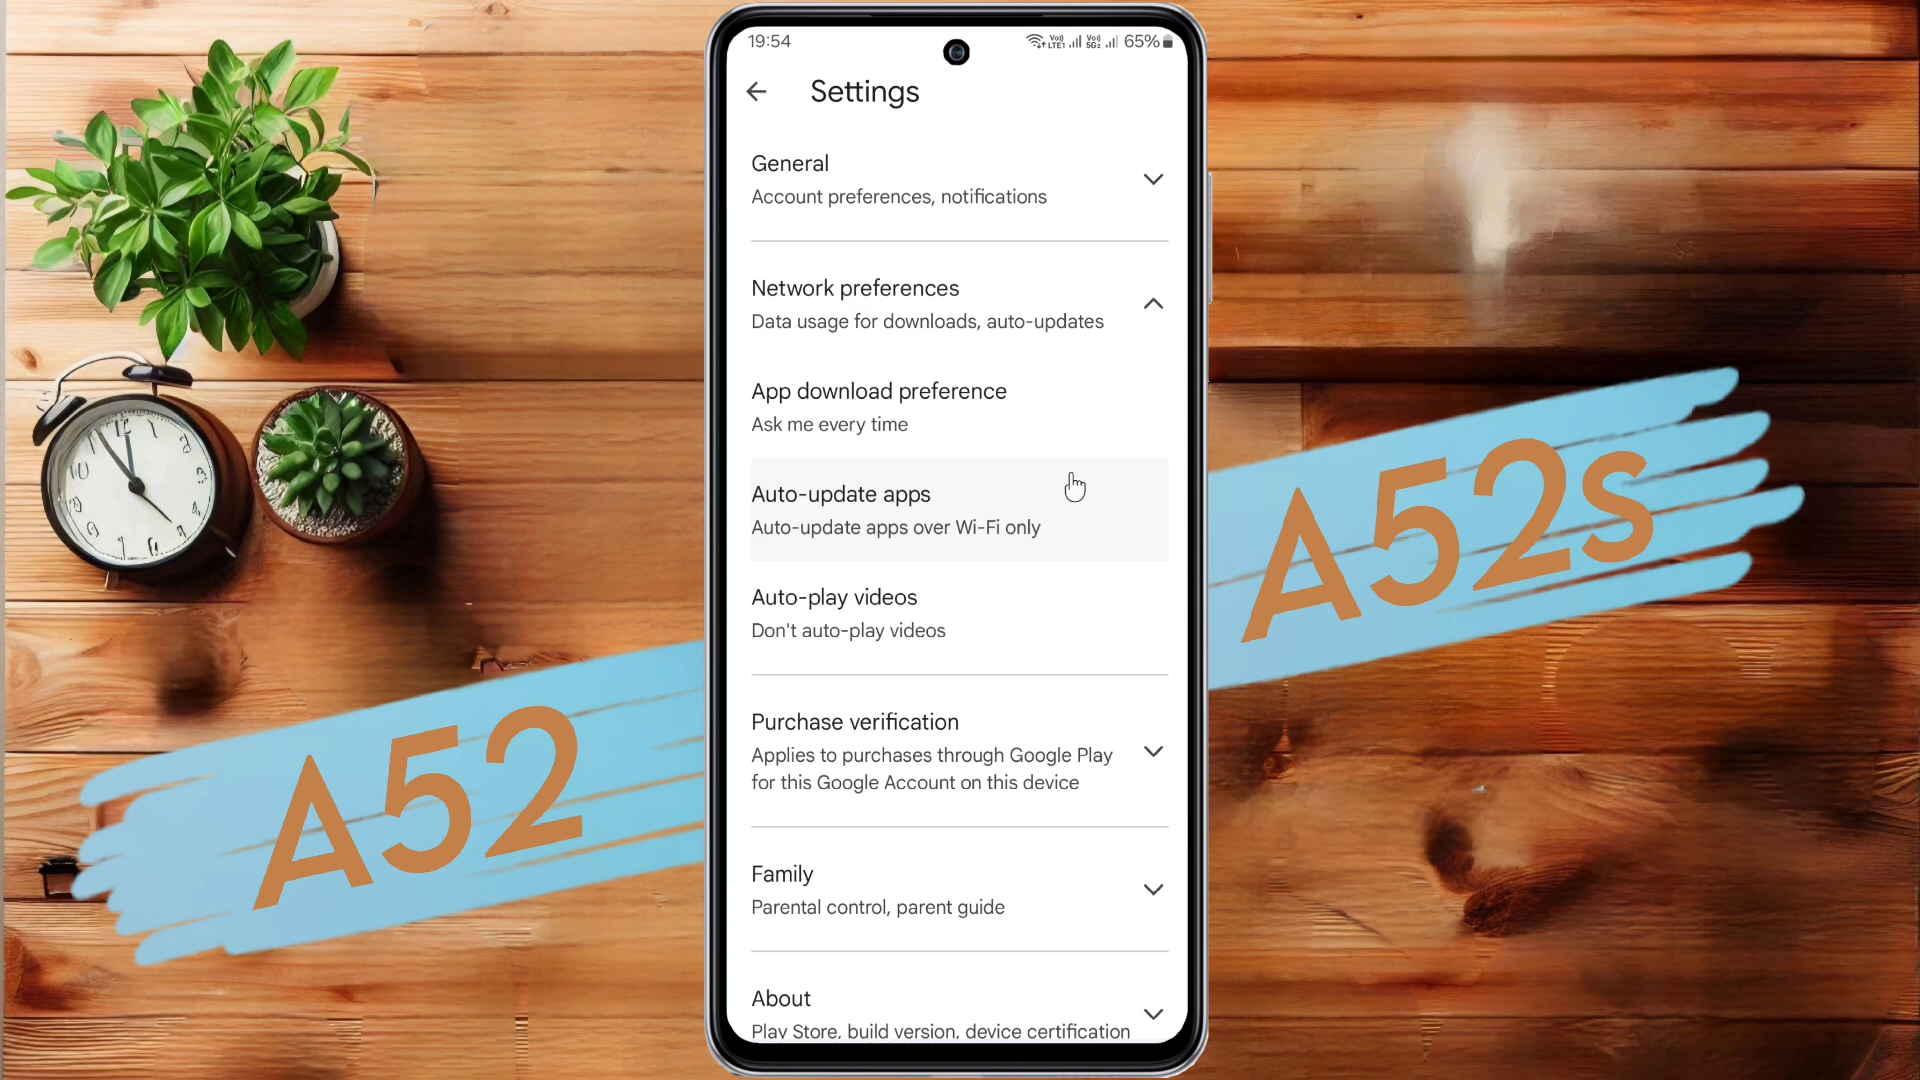 19:54
65%
Settings
General
Account preferences, notifications
Network preferences
Data usage for downloads, auto-updates
App download preference
Ask me every time
Auto-update apps
Auto-update apps over Wi-Fi only
Auto-play videos
Don't auto-play videos
Purchase verification
Applies to purchases through Google Play
for this Google Account on this device
Family
Parental control, parent guide
About
Play Store, build version, device certification
A52
A52s